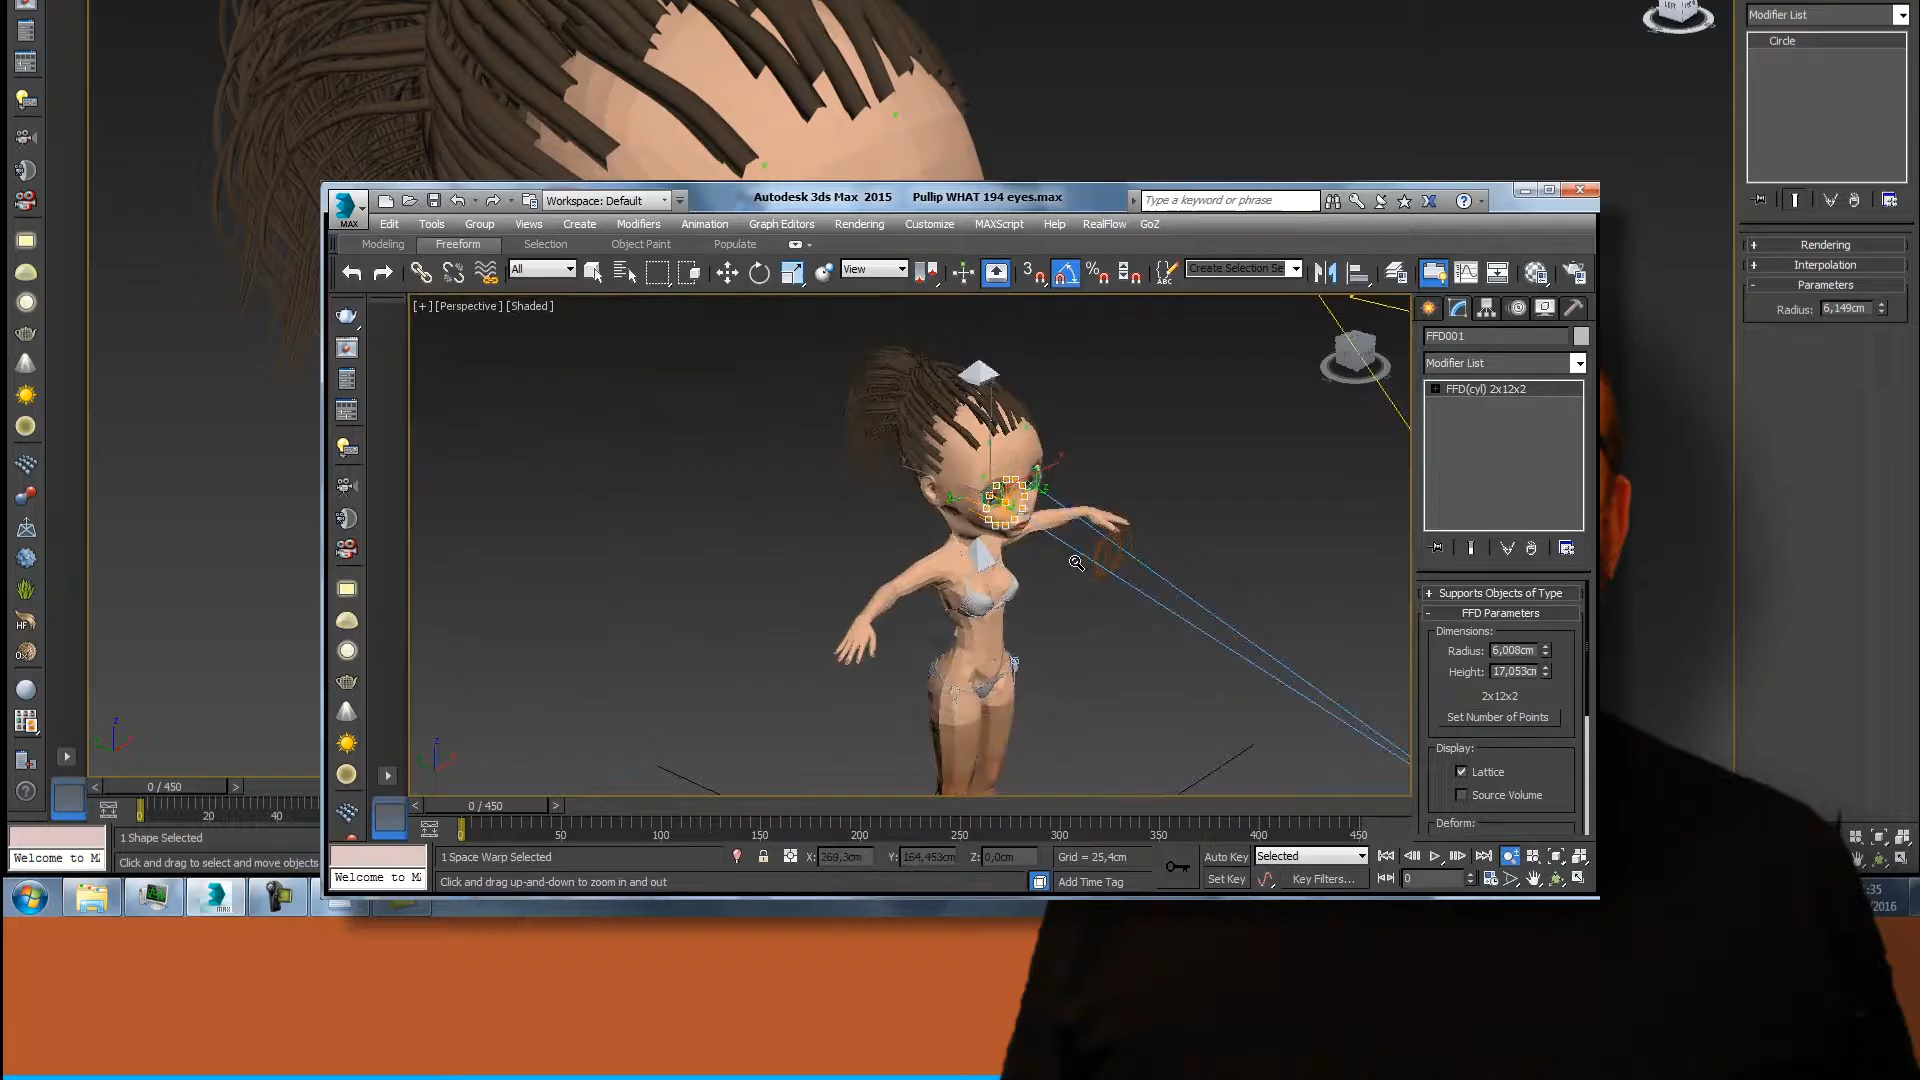 Modifier List
Circle
Rendering
Interpolation
Parameters
Radius: 6,149cm
MAX
Workspace: Default
Autodesk 3ds Max 2015 Pullip WHAT 194 eyes.max
Type a keyword or phrase
Edit Tools Group Views Create Modifiers Animation Graph Editors Rendering Customize MAXScript Help RealFlow GoZ
Modeling Freeform Selection Object Paint Populate
All
View
3
%
ABC
Create Selection Se
[+] [Perspective] [Shaded]
FFD001
Modifier List
FFD(cyl) 2x12x2
Supports Objects of Type
FFD Parameters
Dimensions:
Radius: 6,008cm
Height: 17,053cm
2x12x2
Set Number of Points
Display:
Lattice
Source Volume
Deform:
HF
z
z
0 / 450
20 40
0 / 450
50 100 150 200 250 300 350 400 450
1 Shape Selected
Click and drag to select and move objects
Welcome to M
1 Space Warp Selected
X: 269,3cm Y: 164,453cm Z: 0,0cm
Grid = 25,4cm
Auto Key Selected
Welcome to M
Click and drag up-and-down to zoom in and out
Add Time Tag
Set Key Key Filters...
0
MAX
:35
/2016